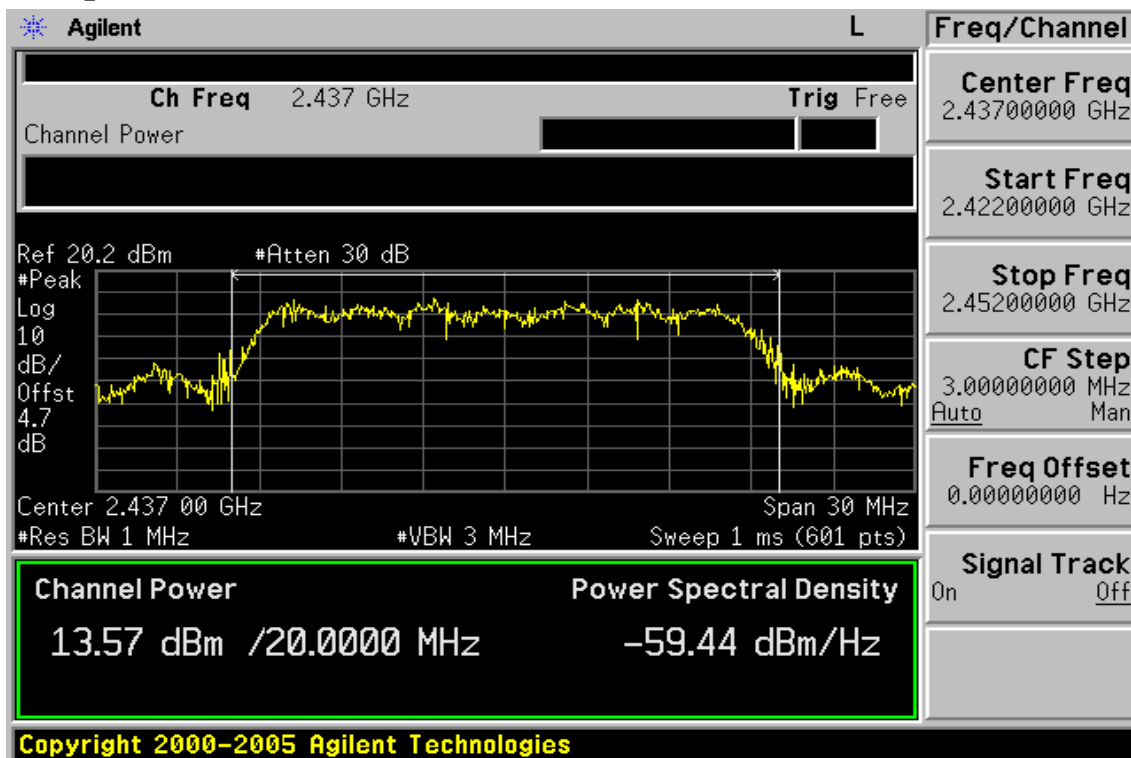 Agilent L Freq/Channel
Ch Freq 2.437 GHz Trig Free
Channel Power
Ref 20.2 dBm #Atten 30 dB
#Peak
Log
10
dB/
Offst
4.7
dB
Center 2.437 00 GHz Span 30 MHz
#Res BW 1 MHz #VBW 3 MHz Sweep 1 ms (601 pts)
Channel Power Power Spectral Density
13.57 dBm /20.0000 MHz -59.44 dBm/Hz
Center Freq
2.43700000 GHz
Start Freq
2.42200000 GHz
Stop Freq
2.45200000 GHz
CF Step
3.00000000 MHz
Auto Man
Freq Offset
0.00000000 Hz
Signal Track
On Off
Copyright 2000-2005 Agilent Technologies